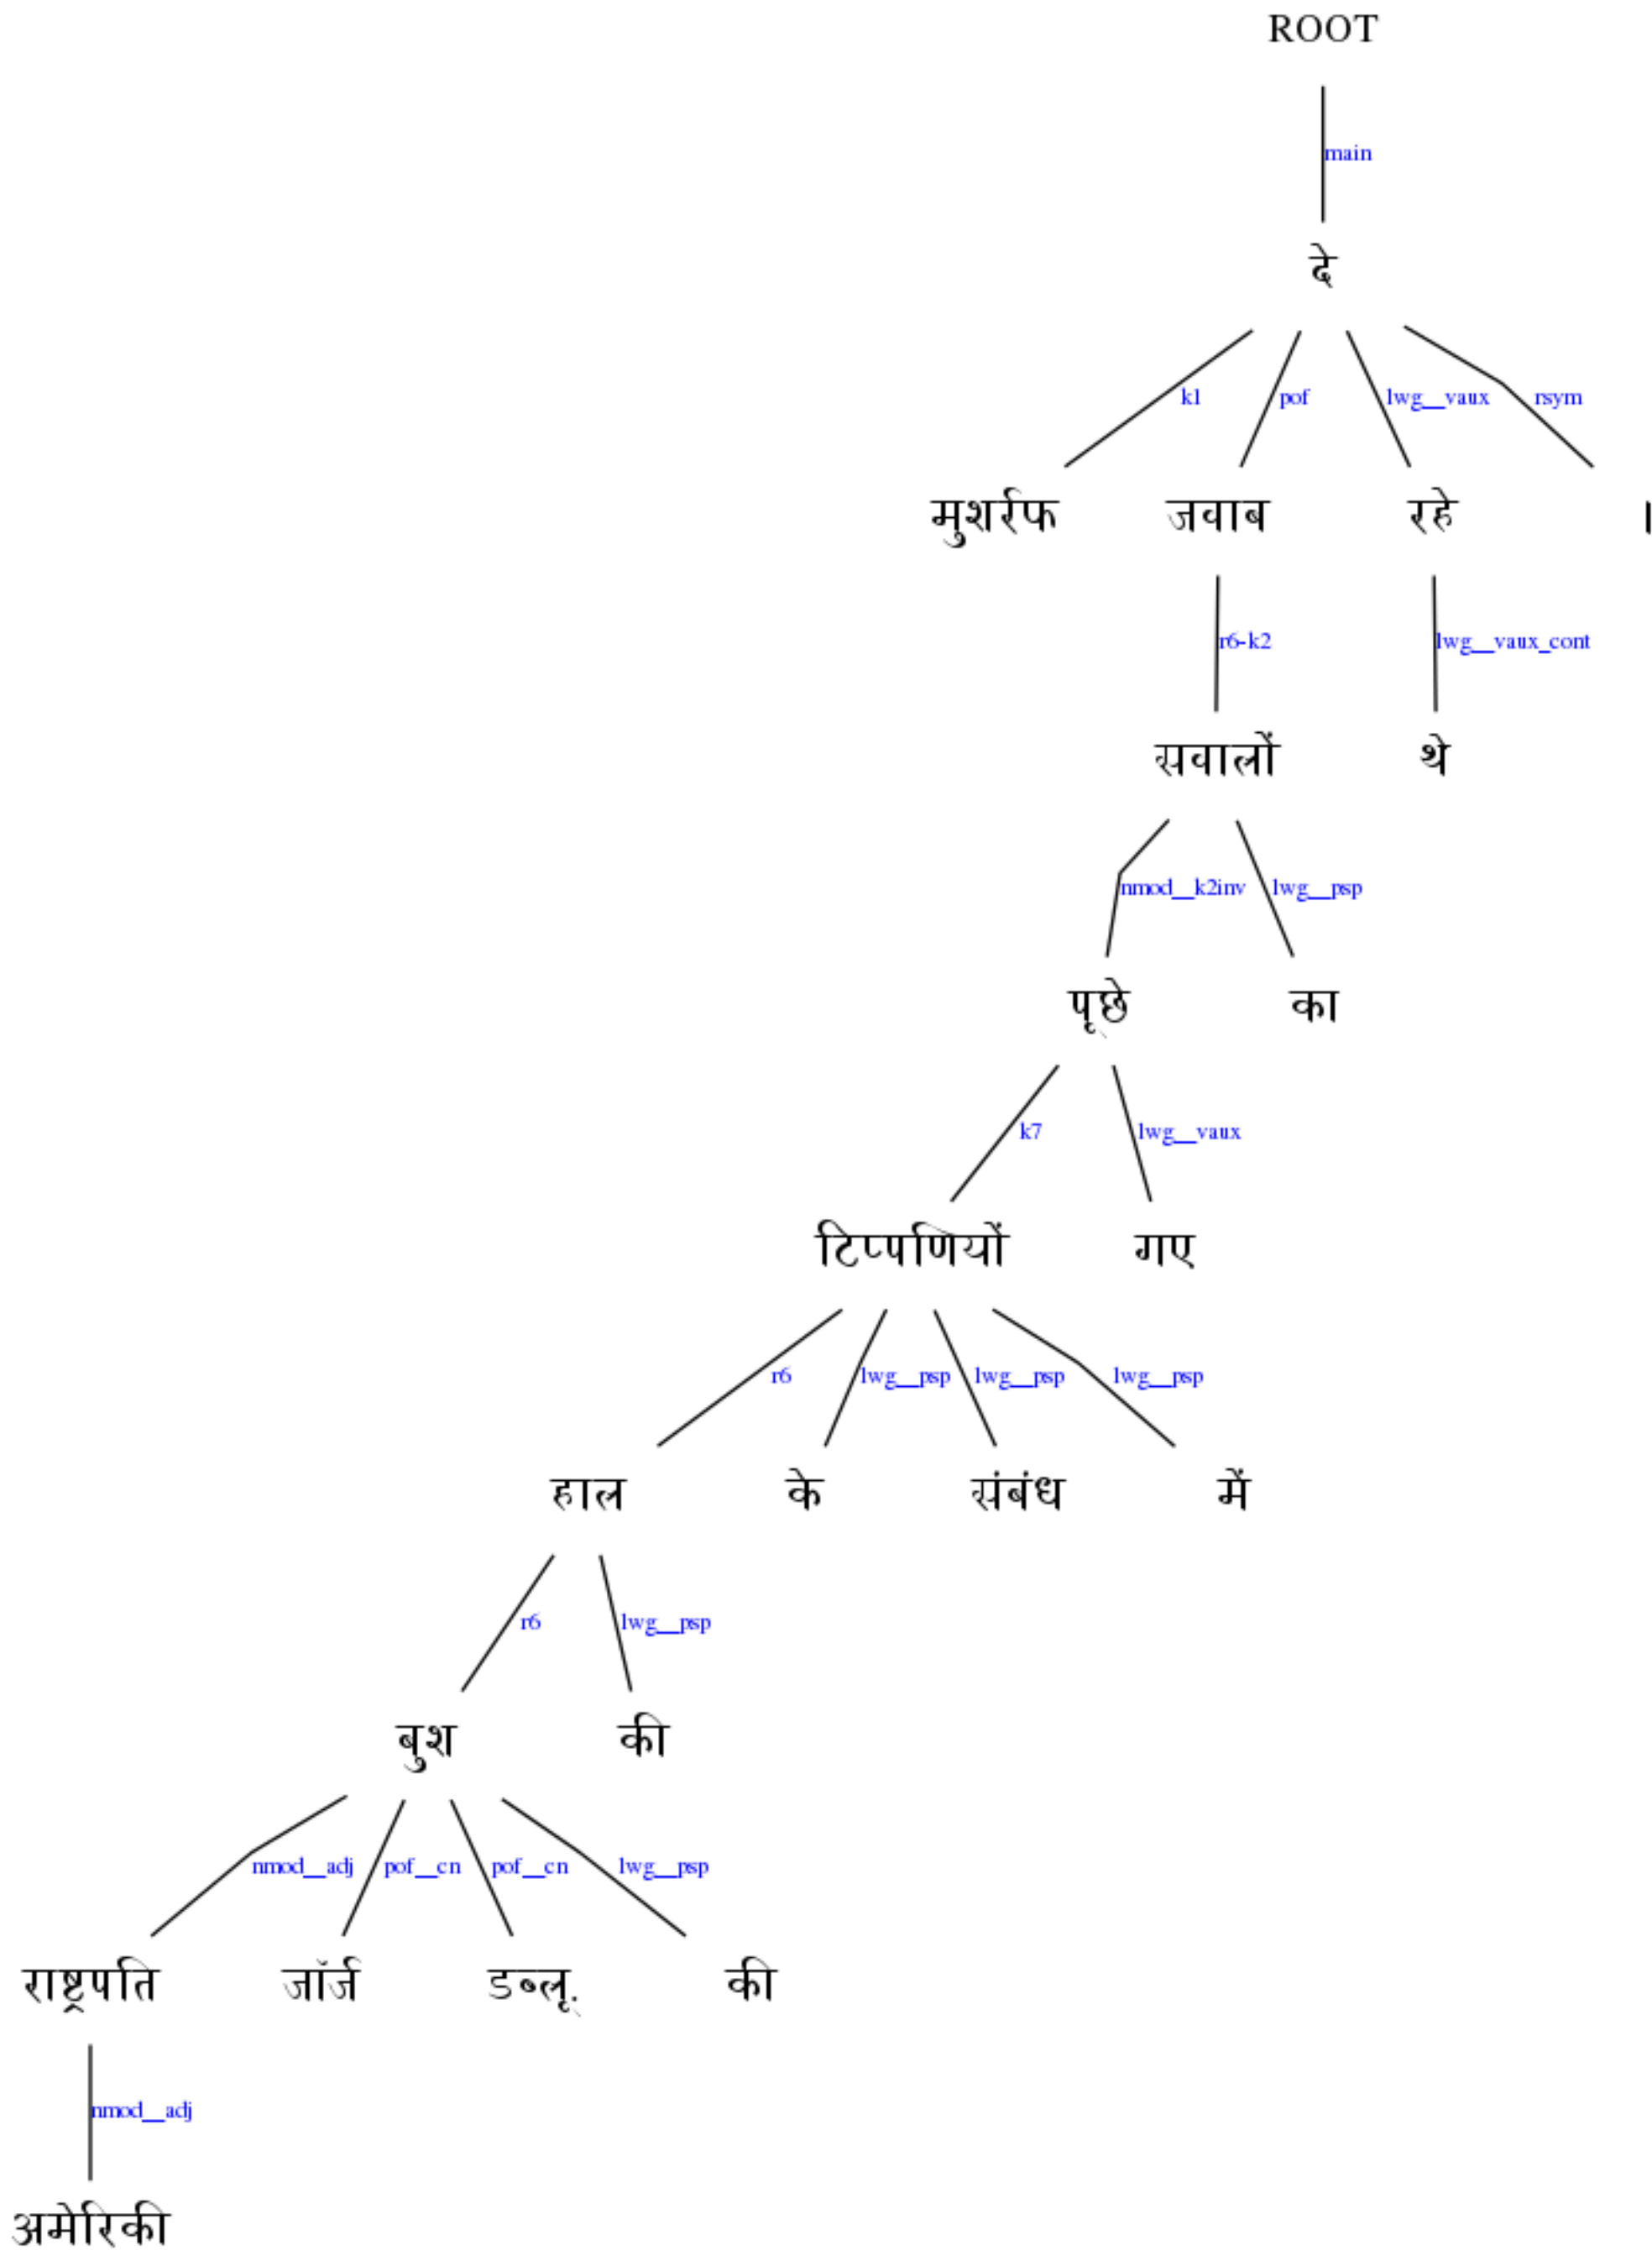 ROOT
main
दे
k1 pof lwg__vaux rsym
मुशर्रफ जवाब रहे ।
r6-k2 lwg__vaux_cont
सवालों थे
nmod__k2inv lwg__psp
पूछे का
k7 lwg__vaux
टिप्पणियों गए
r6 lwg__psp lwg__psp lwg__psp
हाल के संबंध में
r6 lwg__psp
बुश की
nmod__adj pof__cn pof__cn lwg__psp
राष्ट्रपति जॉर्ज डब्लू. की
nmod__adj
अमेरिकी